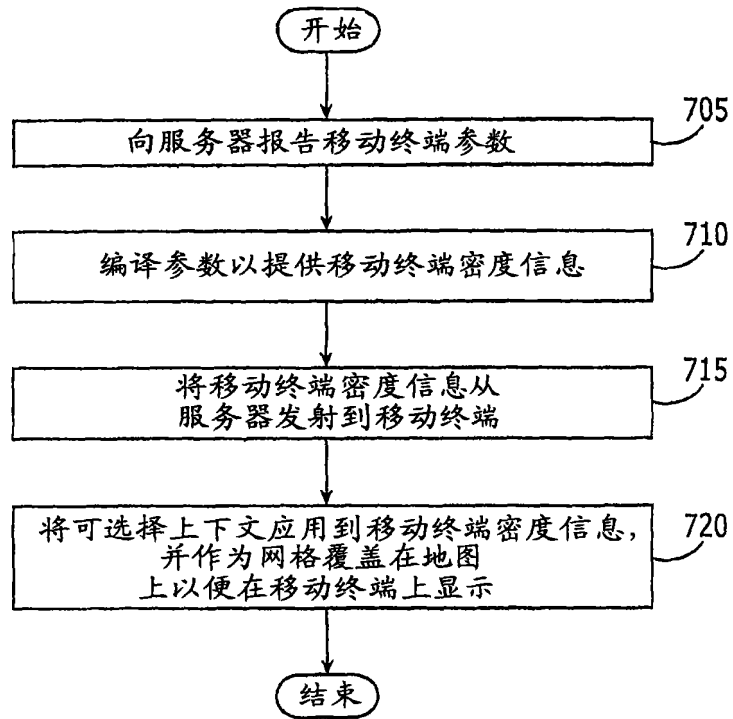 开始
705
向服务器报告移动终端参数
710
编译参数以提供移动终端密度信息
715
将移动终端密度信息从
服务器发射到移动终端
720
将可选择上下文应用到移动终端密度信息，
并作为网格覆盖在地图
上以便在移动终端上显示
结束